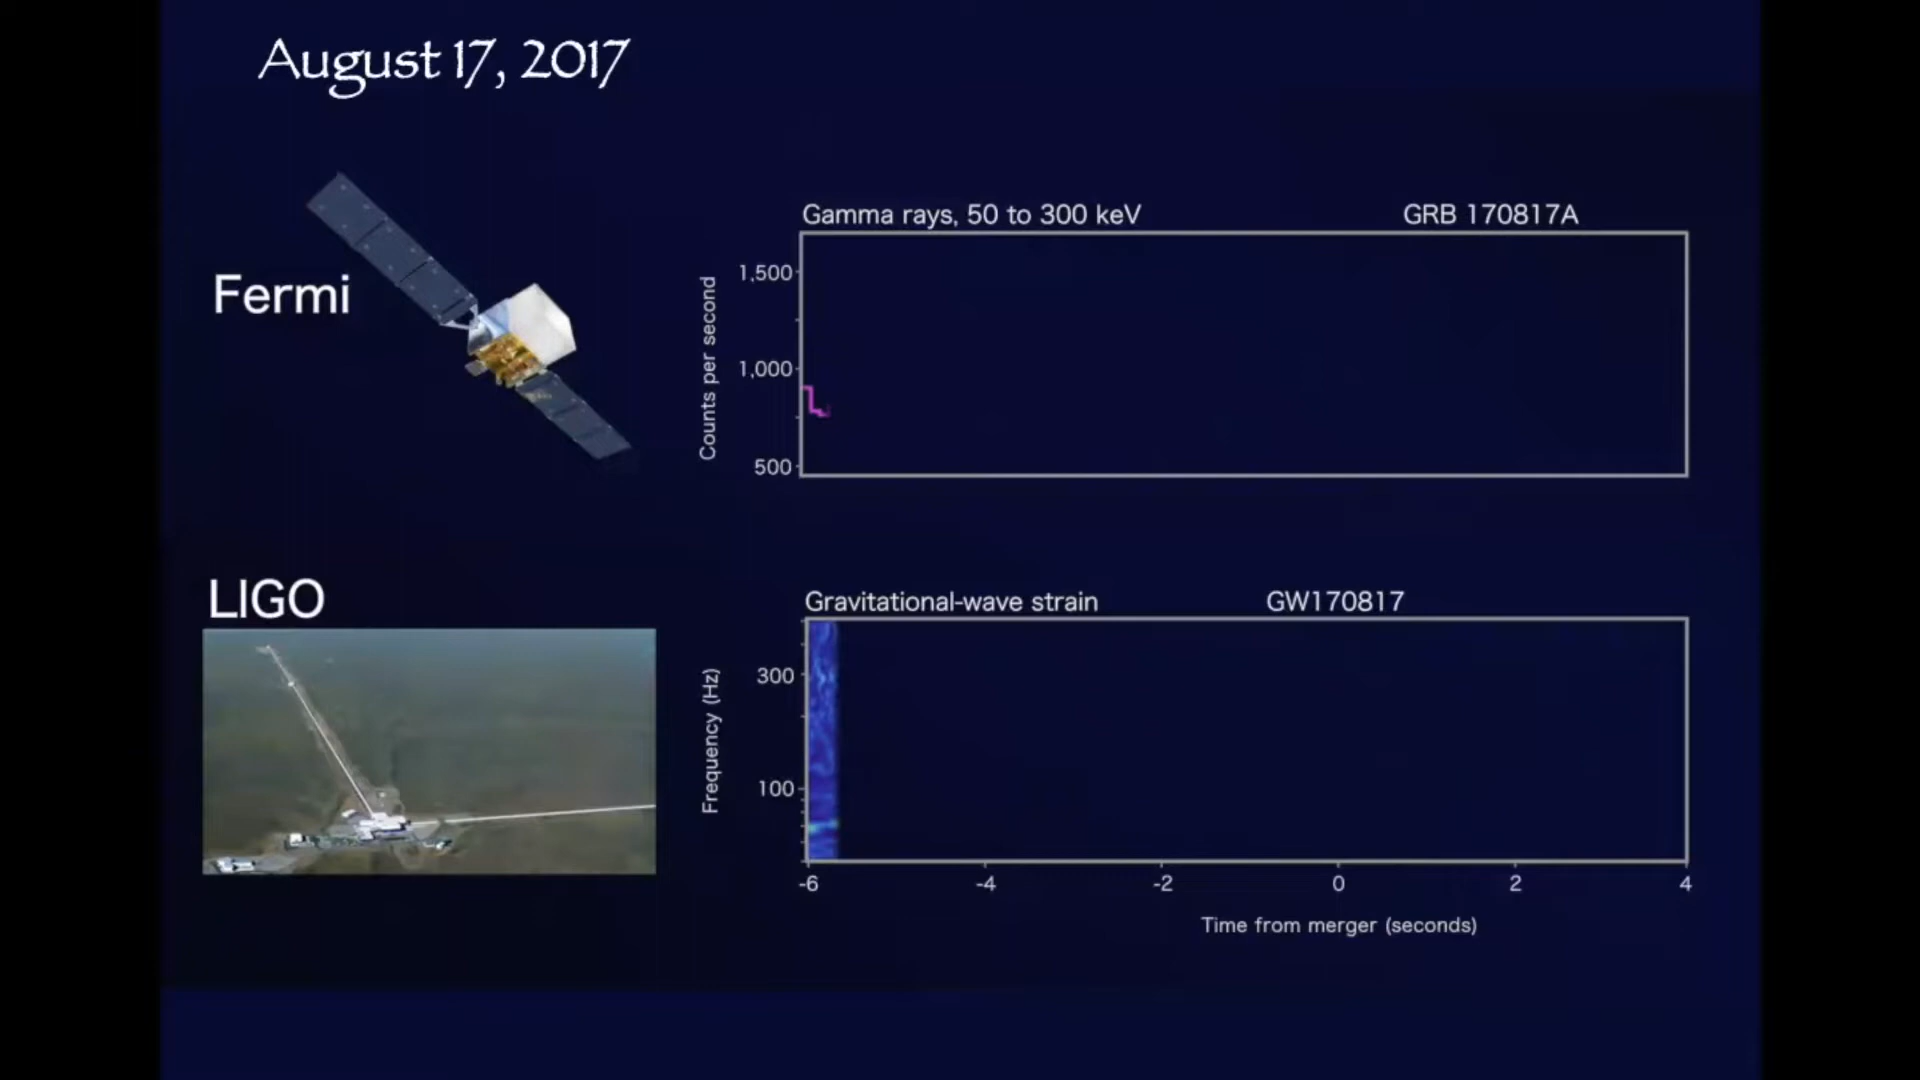 August 17, 2017
Fermi
Gamma rays, 50 to 300 keV
GRB 170817A
Counts per second
1,500
1,000
500
LIGO
Gravitational-wave strain
GW170817
Frequency (Hz)
300
100
-6 -4 -2 0 2 4
Time from merger (seconds)